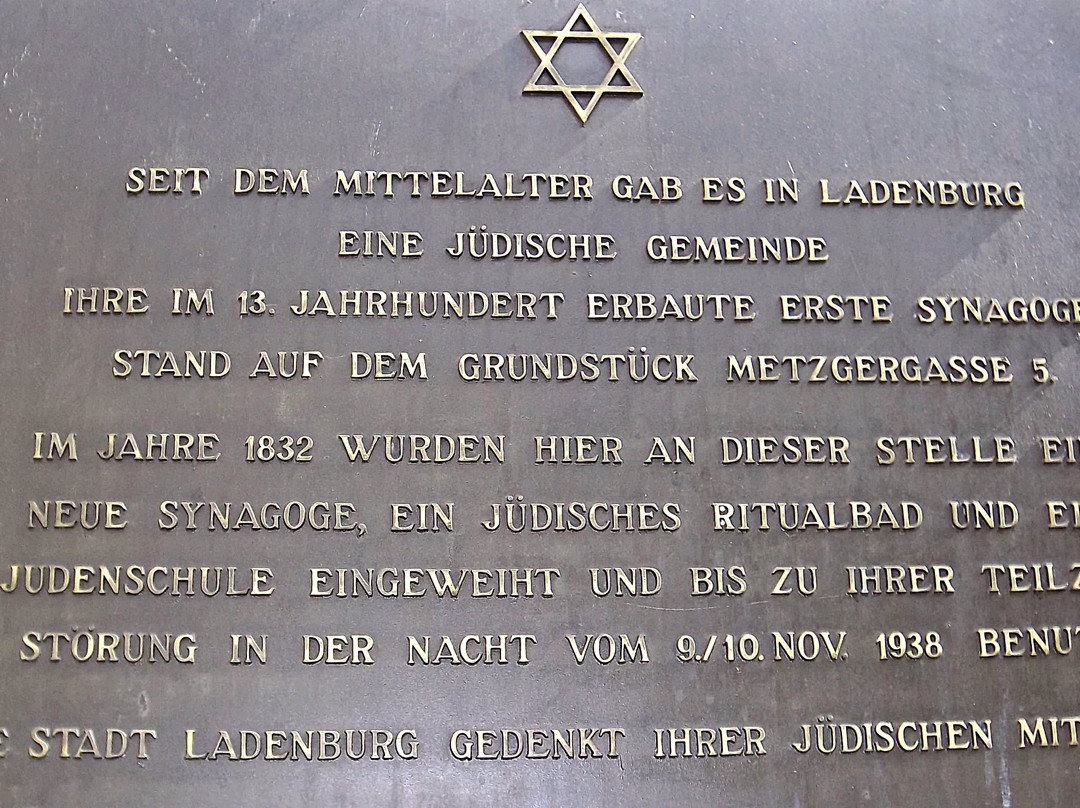 SEIT DEM MITTELALTER GAB ES IN LADENBURG
EINE JÜDISCHE GEMEINDE
IHRE IM 13. JAHRHUNDERT ERBAUTE ERSTE SYNAGOGE
STAND AUF DEM GRUNDSTÜCK METZGERGASSE 5.
IM JAHRE 1832 WURDEN HIER AN DIESER STELLE
NEUE SYNAGOGE, EIN JÜDISCHES RITUALBAD UND
JUDENSCHULE EINGEWEIHT UND BIS ZU IHRER
STÖRUNG IN DER NACHT VOM 9./10. NOV. 1938
STADT LADENBURG GEDENKT IHRER JÜDISCHEN